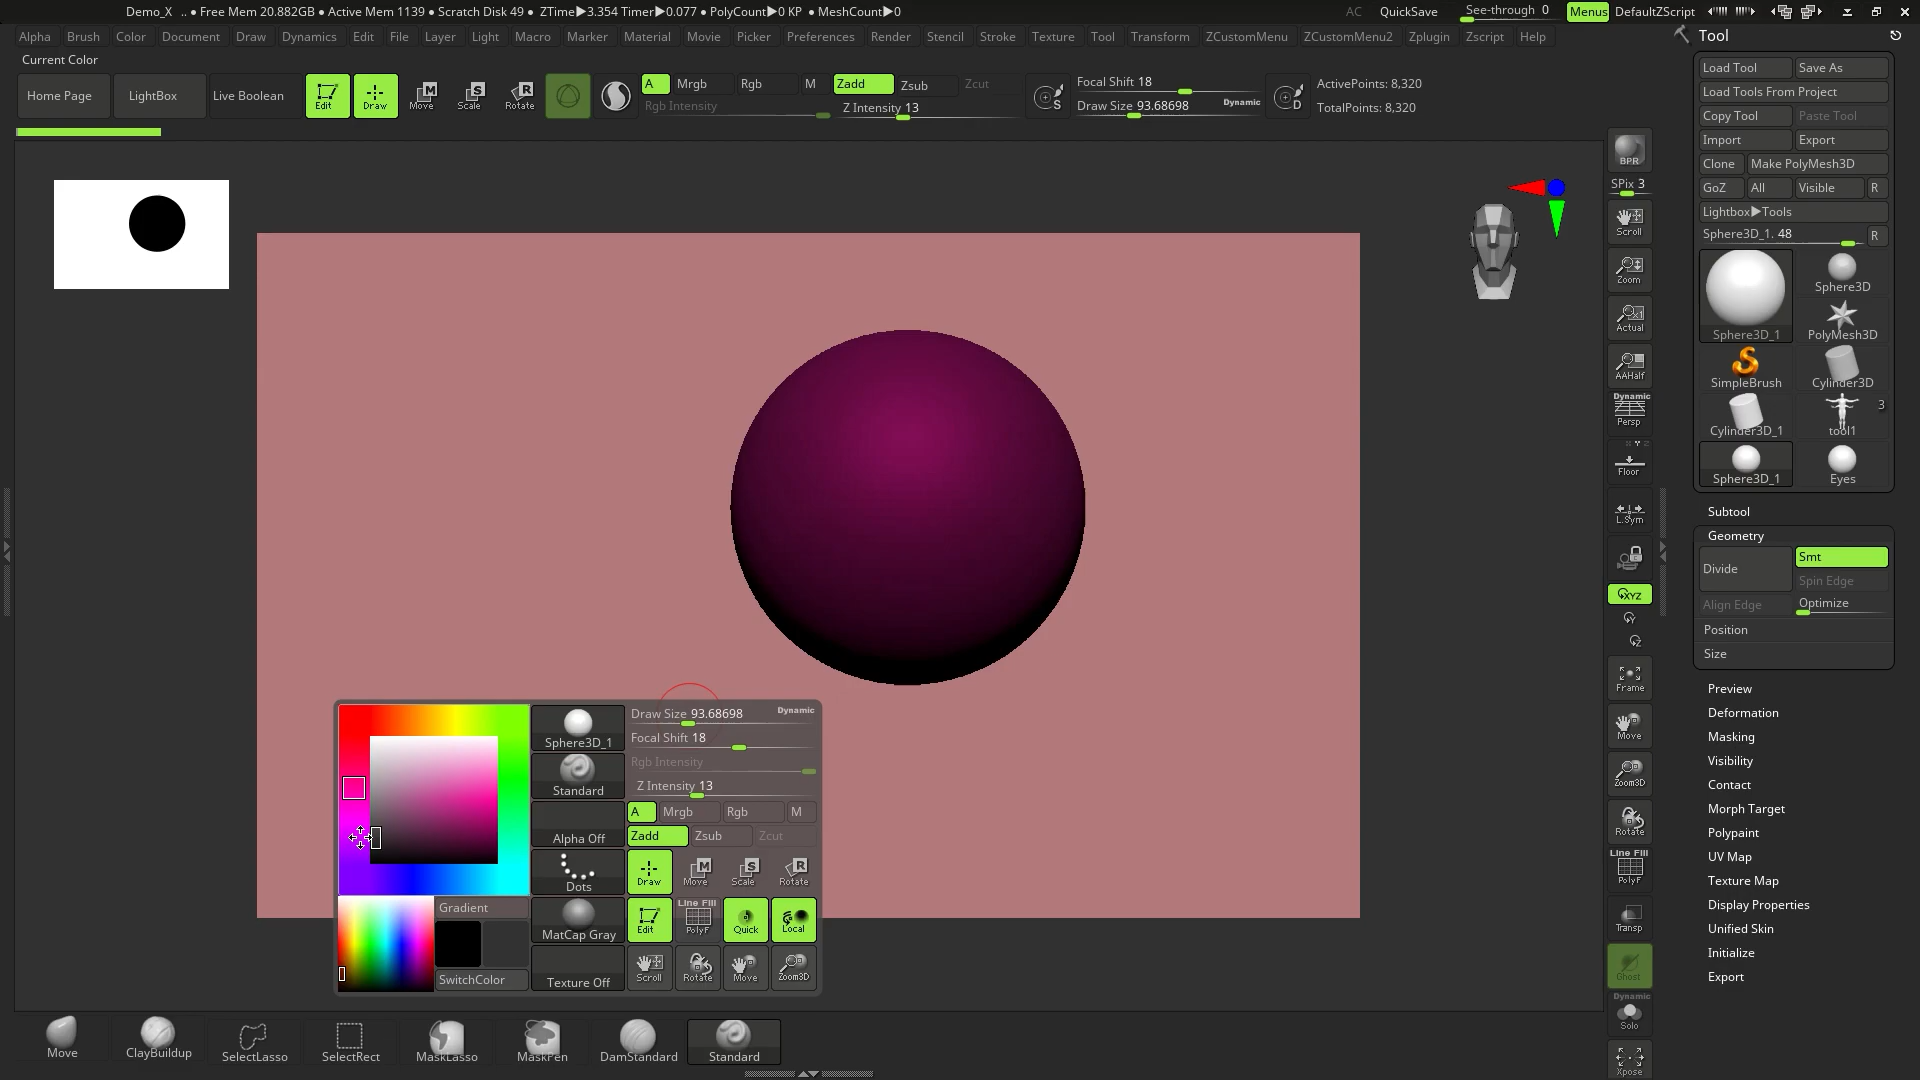 Demo_X .. • Free Mem 20.882GB • Active Mem 1139 • Scratch Disk 49 • ZTime▶3.354 Timer▶0.077 • PolyCount▶0 KP • MeshCount▶0 AC QuickSave See-through 0 Menus DefaultZScript
Alpha Brush Color Document Draw Dynamics Edit File Layer Light Macro Marker Material Movie Picker Preferences Render Stencil Stroke Texture Tool Transform ZCustomMenu ZCustomMenu2 Zplugin Zscript Help
Current Color
Home Page LightBox Live Boolean Edit Draw Move Scale Rotate
A Mrgb Rgb M Zadd Zsub Zcut
Rgb Intensity Z Intensity 13
Focal Shift 18
Draw Size 93.68698 Dynamic
ActivePoints: 8,320
TotalPoints: 8,320
Tool
Load Tool Save As
Load Tools From Project
Copy Tool Paste Tool
Import Export
Clone Make PolyMesh3D
GoZ All Visible R
Lightbox▶Tools
Sphere3D_1. 48 R
Sphere3D_1 Sphere3D
PolyMesh3D
SimpleBrush Cylinder3D
Cylinder3D_1 tool1 3
Sphere3D_1 Eyes
Subtool
Geometry
Divide Smt
Spin Edge
Align Edge Optimize
Position
Size
Preview
Deformation
Masking
Visibility
Contact
Morph Target
Polypaint
UV Map
Texture Map
Display Properties
Unified Skin
Initialize
Export
BPR
SPix 3
Scroll
Zoom
Actual
AAHalf
Dynamic
Persp
Floor
L.Sym
XYZ
Y
Z
Frame
Move
Zoom3D
Rotate
Line Fill
PolyF
Transp
Ghost
Dynamic
Solo
Xpose
Draw Size 93.68698 Dynamic
Focal Shift 18
Rgb Intensity
Z Intensity 13
A Mrgb Rgb M
Zadd Zsub Zcut
Draw Move Scale Rotate
Edit Line Fill PolyF Quick Local
Scroll Rotate Move Zoom3D
Sphere3D_1
Standard
Alpha Off
Dots
MatCap Gray
Texture Off
Gradient
SwitchColor
Move ClayBuildup SelectLasso SelectRect MaskLasso MaskPen DamStandard Standard